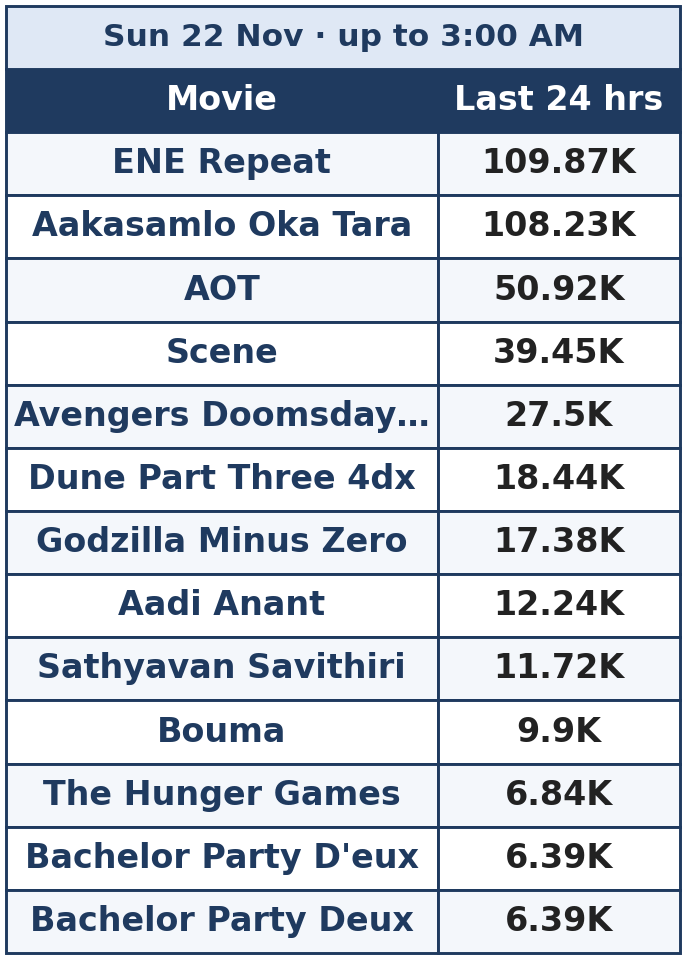 Sun 22 Nov · up to 3:00 AM
Movie Last 24 hrs
ENE Repeat 109.87K
Aakasamlo Oka Tara 108.23K
AOT 50.92K
Scene 39.45K
Avengers Doomsday... 27.5K
Dune Part Three 4dx 18.44K
Godzilla Minus Zero 17.38K
Aadi Anant 12.24K
Sathyavan Savithiri 11.72K
Bouma 9.9K
The Hunger Games 6.84K
Bachelor Party D'eux 6.39K
Bachelor Party Deux 6.39K